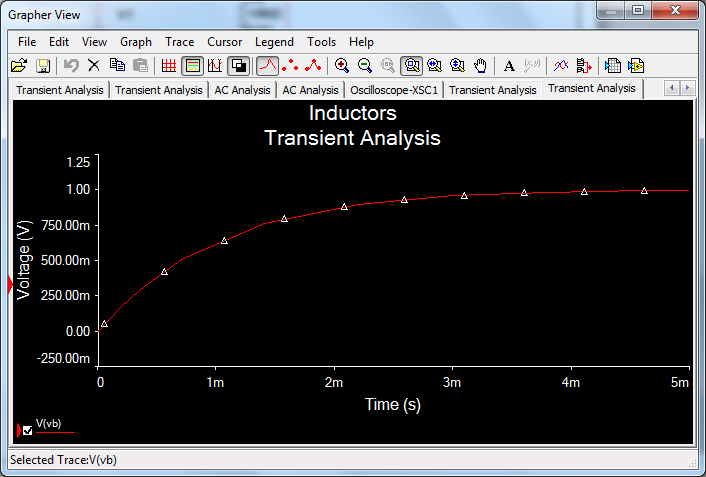 Grapher View
File Edit View Graph Trace Cursor Legend Tools Help
A (x,y)
Transient Analysis Transient Analysis AC Analysis AC Analysis Oscilloscope-XSC1 Transient Analysis Transient Analysis
Inductors
Transient Analysis
Voltage (V)
1.25
1.00
750.00m
500.00m
250.00m
0.00
-250.00m
0 1m 2m 3m 4m 5m
Time (s)
V(vb)
Selected Trace:V(vb)